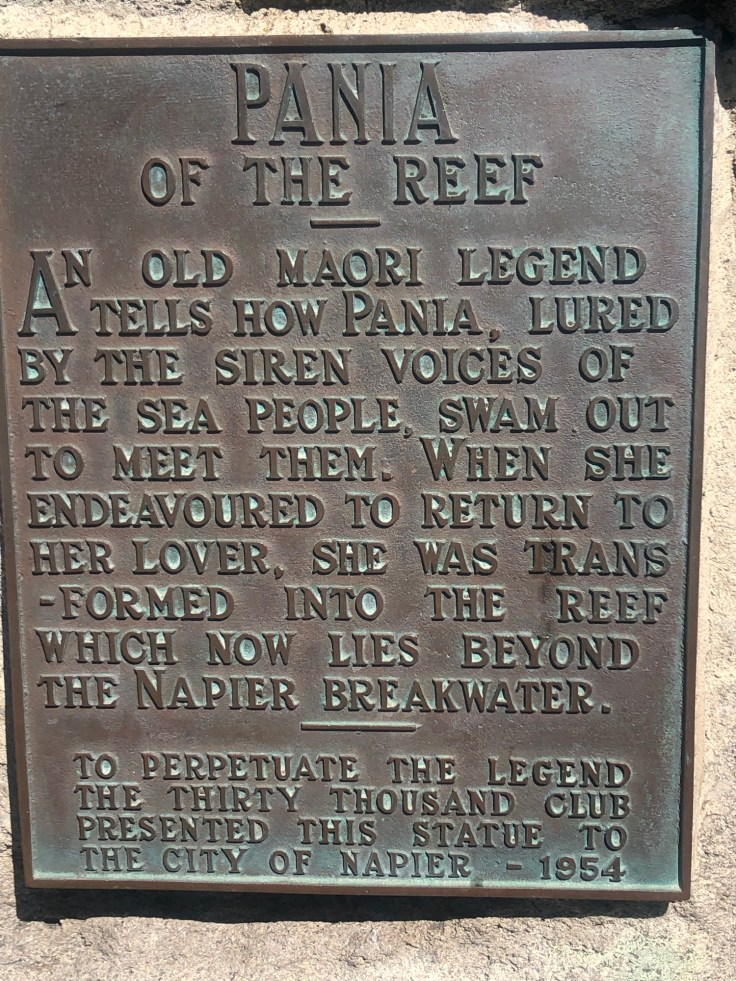 PANIA
OF THE REEF
AN OLD MAORI LEGEND
TELLS HOW PANIA, LURED
BY THE SIREN VOICES OF
THE SEA PEOPLE, SWAM OUT
TO MEET THEM. WHEN SHE
ENDEAVOURED TO RETURN TO
HER LOVER, SHE WAS TRANS
-FORMED INTO THE REEF
WHICH NOW LIES BEYOND
THE NAPIER BREAKWATER.
TO PERPETUATE THE LEGEND
THE THIRTY THOUSAND CLUB
PRESENTED THIS STATUE TO
THE CITY OF NAPIER - 1954